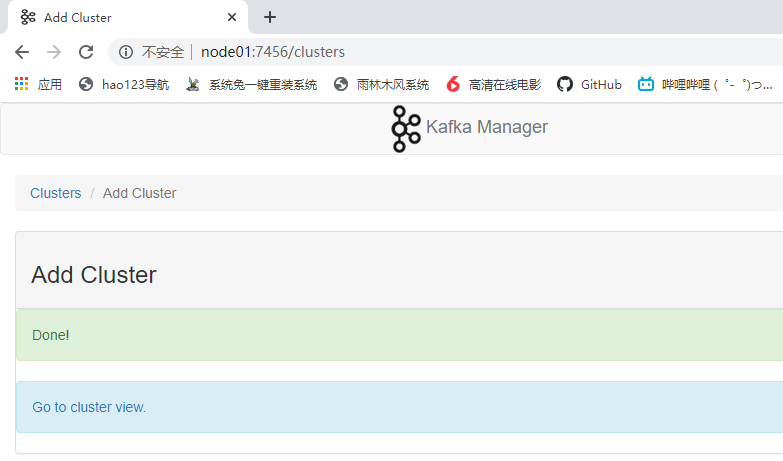 Add Cluster
不安全 node01:7456/clusters
应用 hao123导航 系统兔一键重装系统 雨林木风系统 高清在线电影 GitHub 哔哩哔哩 (゜-゜)つ...
Kafka Manager
Clusters / Add Cluster
Add Cluster
Done!
Go to cluster view.